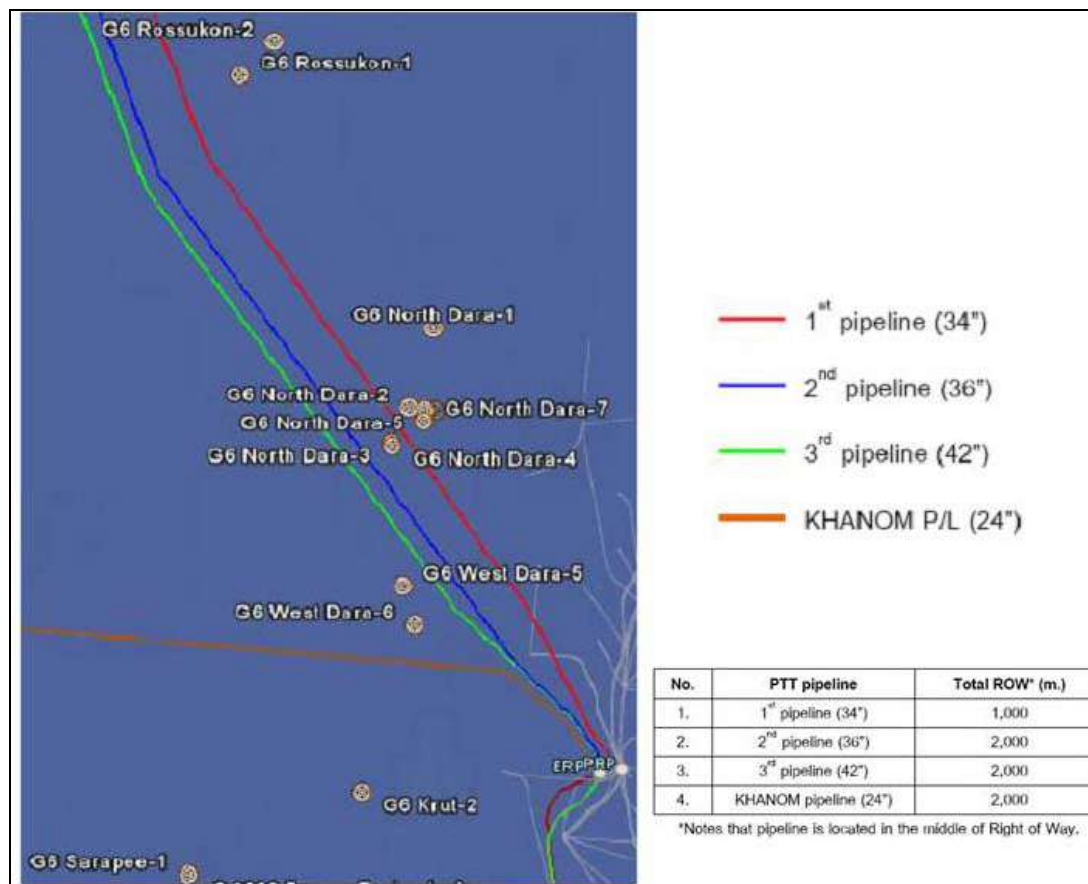 G6 Rossukon-2
G6 Rossukon-1
G6 North Dara-1
G6 North Dara-2
G6 North Dara-7
G6 North Dara-5
G6 North Dara-3
G6 North Dara-4
G6 West Dara-5
G6 West Dara-6
ERP PRP
G6 Krut-2
G6 Sarapee-1
1st pipeline (34")
2nd pipeline (36")
3rd pipeline (42")
KHANOM P/L (24")
No. PTT pipeline Total ROW* (m.)
1. 1st pipeline (34") 1,000
2. 2nd pipeline (36") 2,000
3. 3rd pipeline (42") 2,000
4. KHANOM pipeline (24") 2,000
*Notes that pipeline is located in the middle of Right of Way.